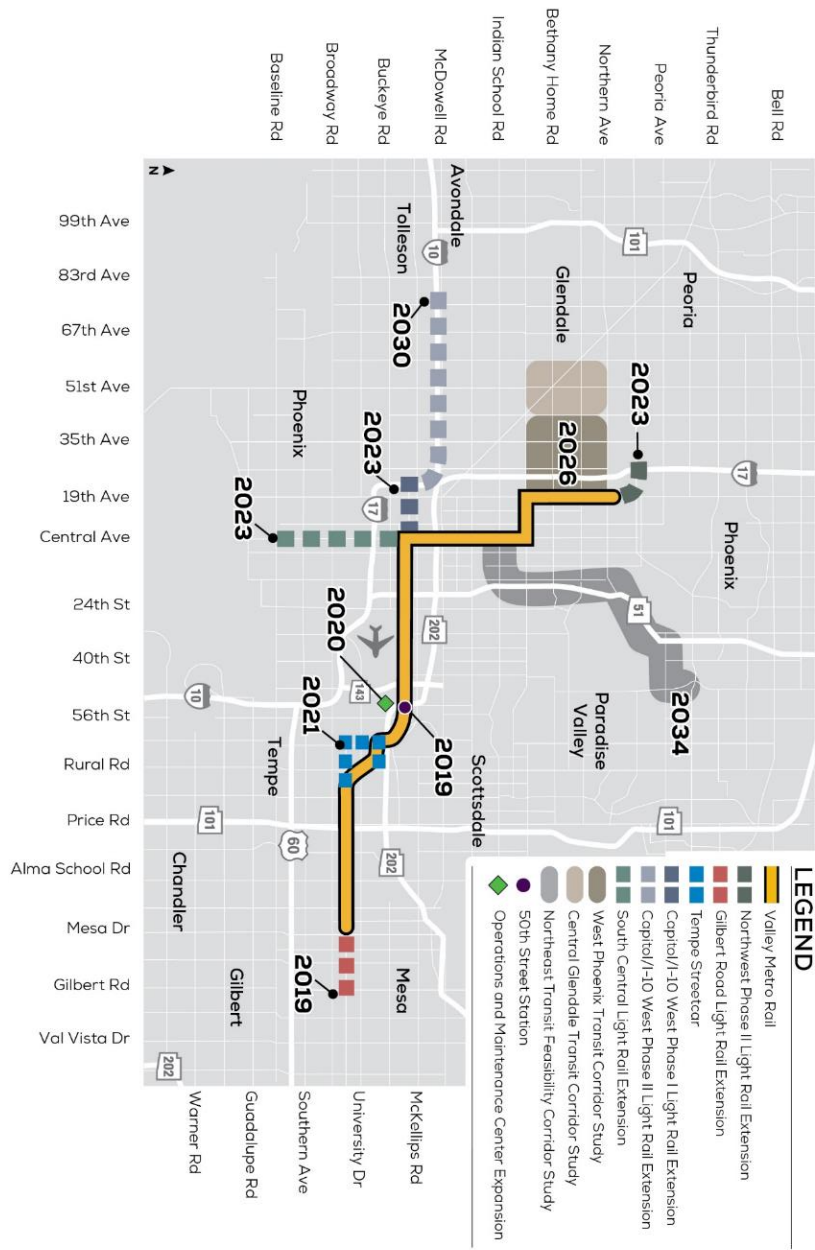 Bell Rd
Thunderbird Rd
Peoria Ave
Northern Ave
Bethany Home Rd
Indian School Rd
McDowell Rd
Buckeye Rd
Broadway Rd
Baseline Rd
99th Ave
83rd Ave
67th Ave
51st Ave
35th Ave
19th Ave
Central Ave
24th St
40th St
56th St
Rural Rd
Price Rd
Alma School Rd
Mesa Dr
Gilbert Rd
Val Vista Dr
McKellips Rd
University Dr
Southern Ave
Guadalupe Rd
Warner Rd
N
Avondale
Tolleson
10
101
Peoria
Glendale
2030
Phoenix
2023
2026
2023
17
Phoenix
2023
17
51
202
2020
143
2034
Paradise
Valley
10
2021
2019
Scottsdale
Tempe
101
60
202
101
Chandler
Mesa
2019
Gilbert
202
LEGEND
Valley Metro Rail
Northwest Phase II Light Rail Extension
Capitol/I-10 West Phase I Light Rail Extension
Capitol/I-10 West Phase II Light Rail Extension
Tempe Streetcar
Gilbert Road Light Rail Extension
South Central Light Rail Extension
West Phoenix Transit Corridor Study
Central Glendale Transit Corridor Study
Northeast Transit Feasibility Corridor Study
50th Street Station
Operations and Maintenance Center Expansion